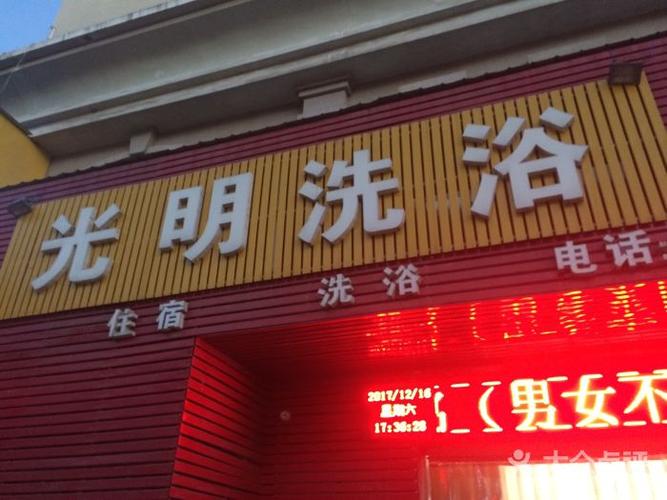 光明洗浴
住宿 洗浴 电话
2017/12/16
星期六
17:36:28
男女不
大众点评